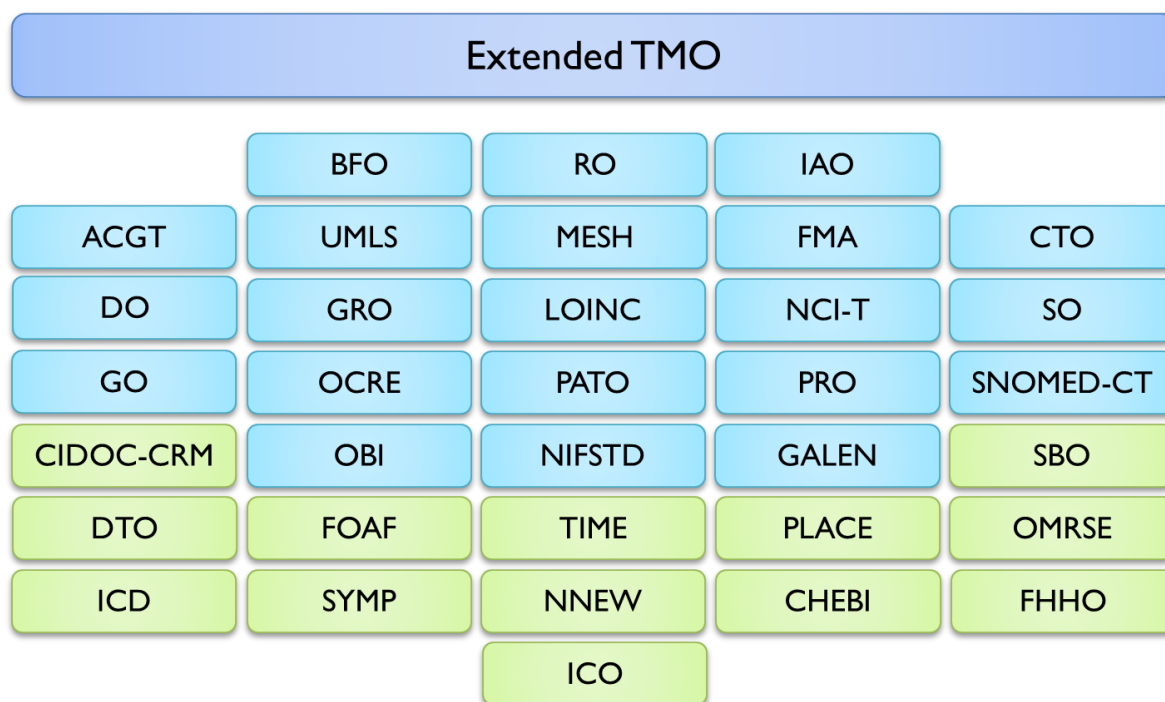 Extended TMO
BFO RO IAO
ACGT UMLS MESH FMA CTO
DO GRO LOINC NCI-T SO
GO OCRE PATO PRO SNOMED-CT
CIDOC-CRM OBI NIFSTD GALEN SBO
DTO FOAF TIME PLACE OMRSE
ICD SYMP NNEW CHEBI FHHO
ICO